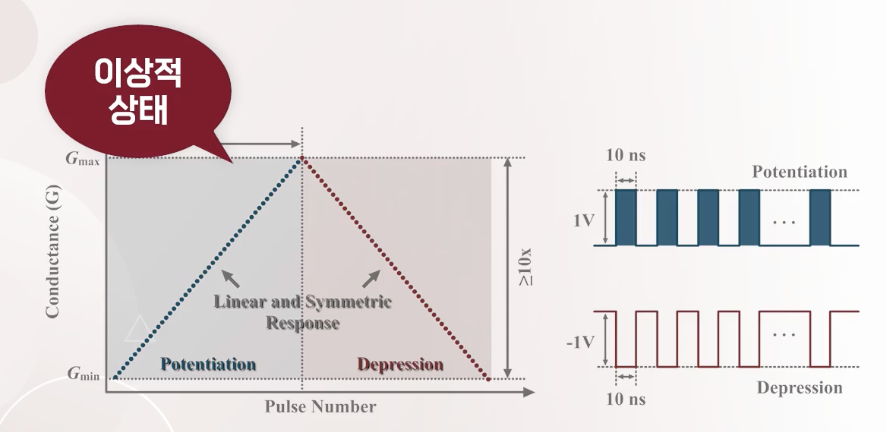 이상적
상태
Gmax
Conductance (G)
Gmin
Linear and Symmetric
Response
Potentiation
Depression
Pulse Number
≥10x
10 ns
Potentiation
1V
...
-1V
...
10 ns
Depression